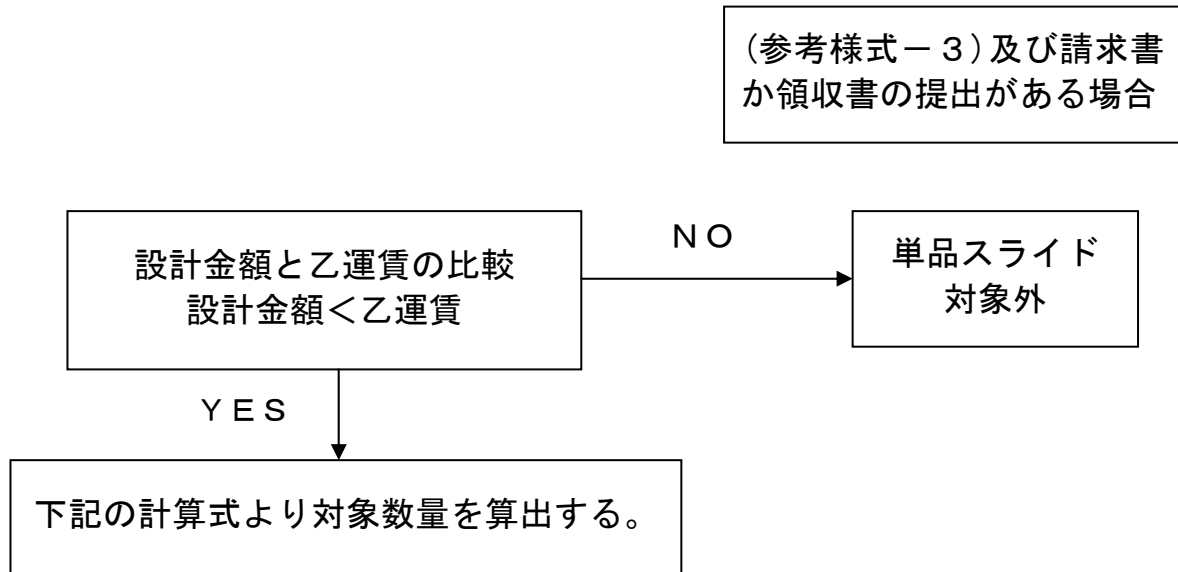 (参考様式－３)及び請求書
か領収書の提出がある場合
設計金額と乙運賃の比較
設計金額＜乙運賃
ＮＯ
単品スライド
対象外
ＹＥＳ
下記の計算式より対象数量を算出する。